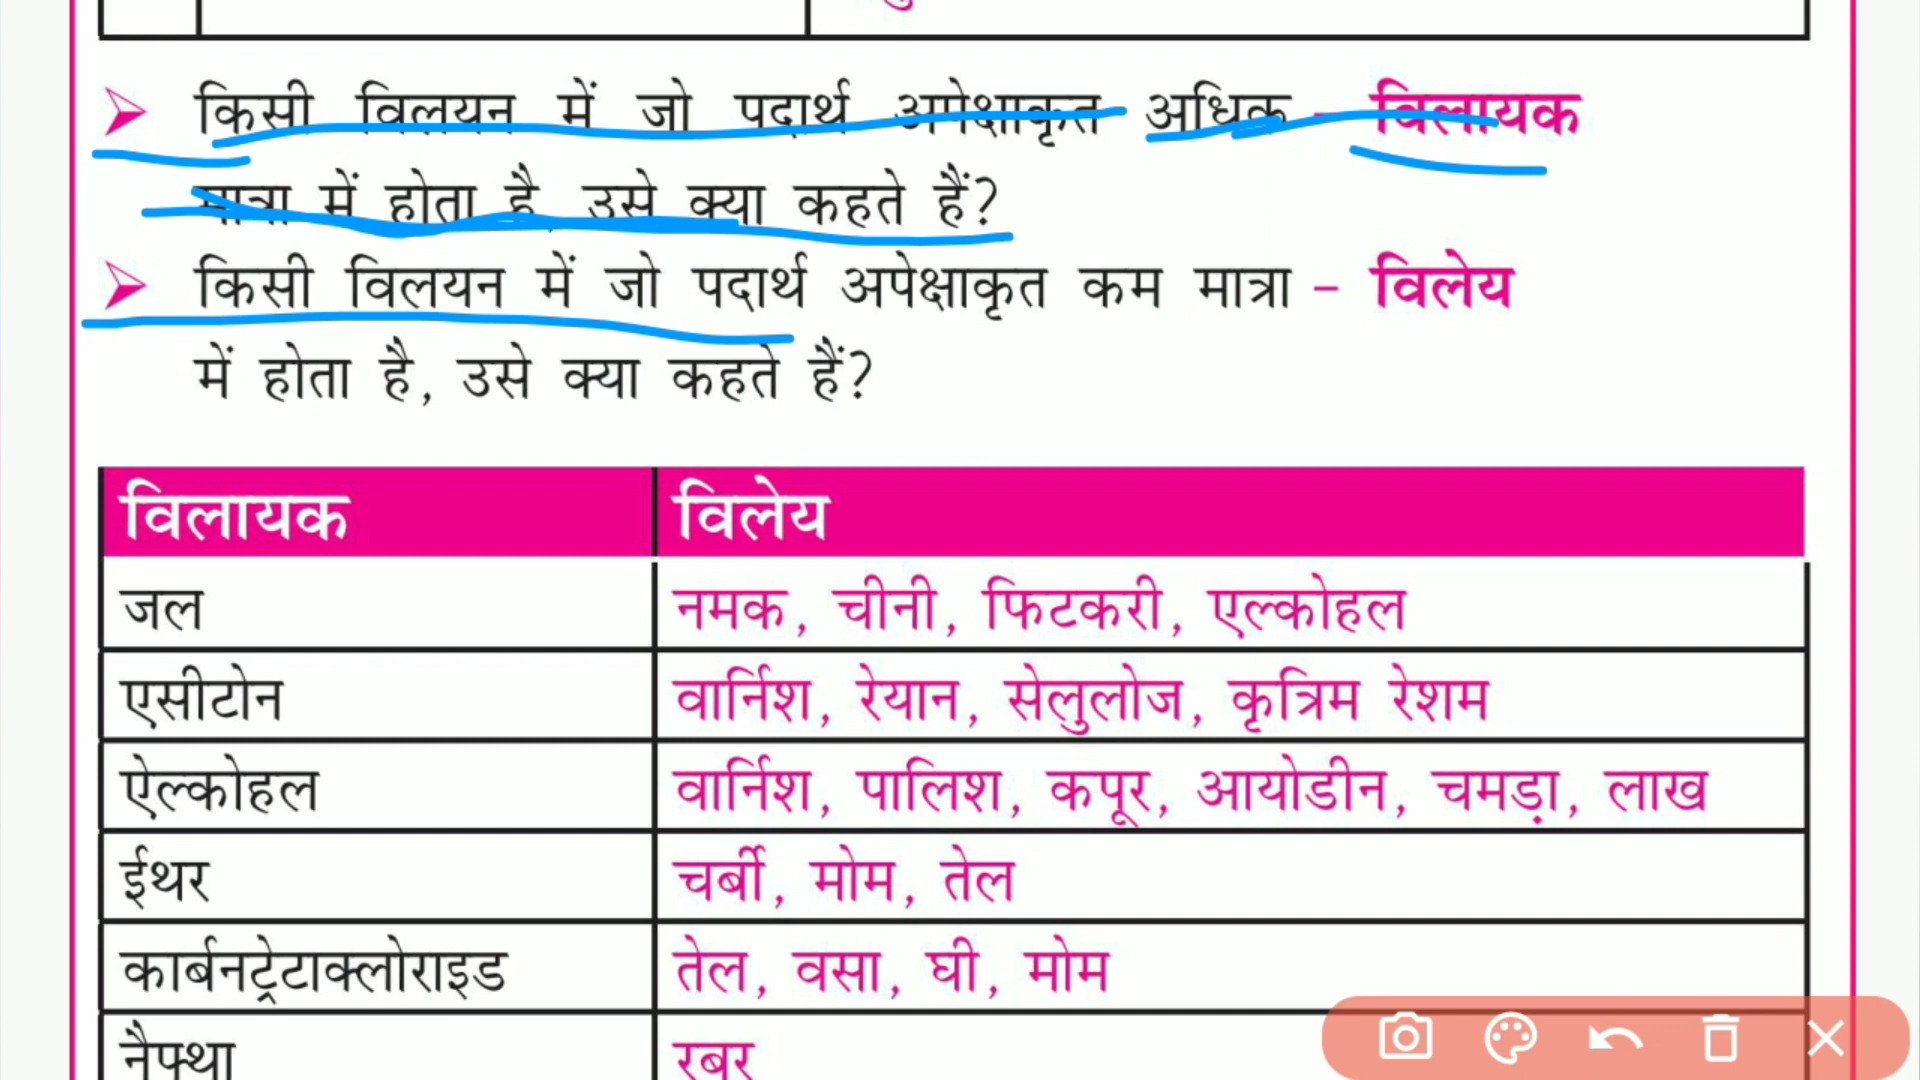 किसी विलयन में जो पदार्थ अपेक्षाकृत अधिक – विलायक
मात्रा में होता है, उसे क्या कहते हैं?
किसी विलयन में जो पदार्थ अपेक्षाकृत कम मात्रा – विलेय
में होता है, उसे क्या कहते हैं?
विलायक विलेय
जल नमक, चीनी, फिटकरी, एल्कोहल
एसीटोन वार्निश, रेयान, सेलुलोज, कृत्रिम रेशम
ऐल्कोहल वार्निश, पालिश, कपूर, आयोडीन, चमड़ा, लाख
ईथर चर्बी, मोम, तेल
कार्बनट्रेटाक्लोराइड तेल, वसा, घी, मोम
नैफ्था रबर